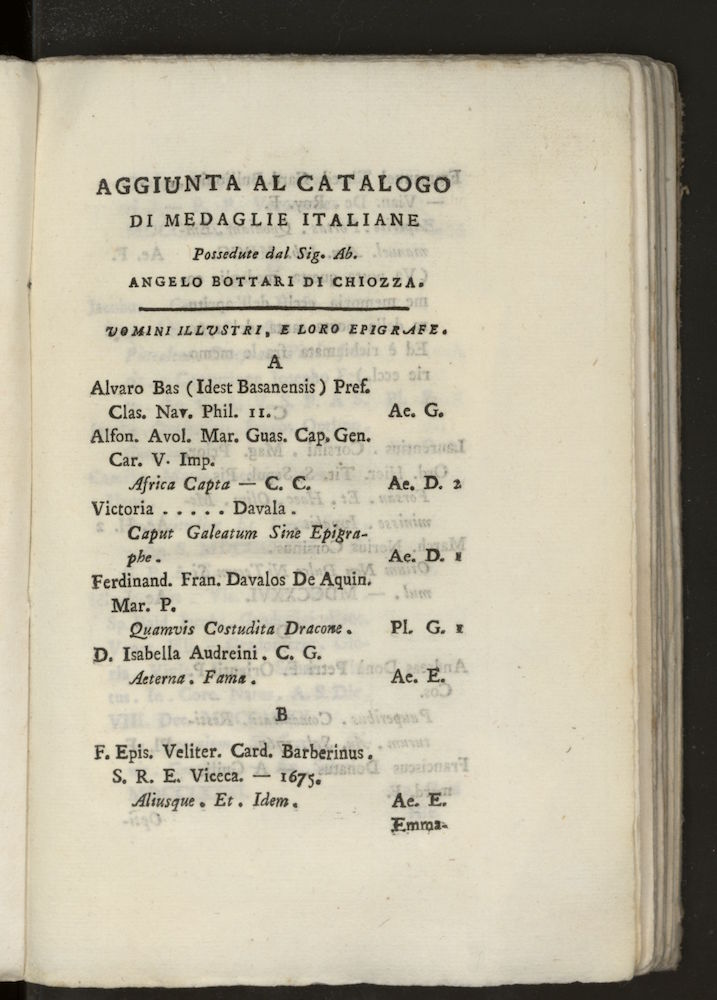 AGGIUNTA AL CATALOGO
DI MEDAGLIE ITALIANE
Possedute dal Sig. Ab.
ANGELO BOTTARI DI CHIOZZA.
VOMINI ILLVSTRI, E LORO EPIGRAFE.
A
Alvaro Bas (Idest Basanensis) Pref.
Clas. Nav. Phil. 11. Ae. G.
Alfon. Avol. Mar. Guas. Cap. Gen.
Car. V. Imp.
Africa Capta — C. C. Ae. D. 2
Victoria . . . . . Davala.
Caput Galeatum Sine Epigra-
phe. Ae. D. 1
Ferdinand. Fran. Davalos De Aquin.
Mar. P.
Quamvis Costudita Dracone. Pl. G. 1
D. Isabella Audreini. C. G.
Aeterna. Fama. Ae. E.
B
F. Epis. Veliter. Card. Barberinus.
S. R. E. Viceca. — 1675.
Aliusque. Et. Idem. Ae. E.
Emma-